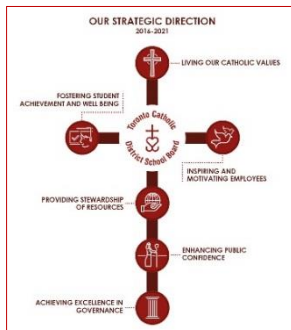 OUR STRATEGIC DIRECTION
2016-2021
LIVING OUR CATHOLIC VALUES
FOSTERING STUDENT
ACHIEVEMENT AND WELL BEING
Toronto Catholic
District School Board
INSPIRING AND
MOTIVATING EMPLOYEES
PROVIDING STEWARDSHIP
OF RESOURCES
ENHANCING PUBLIC
CONFIDENCE
ACHIEVING EXCELLENCE IN
GOVERNANCE